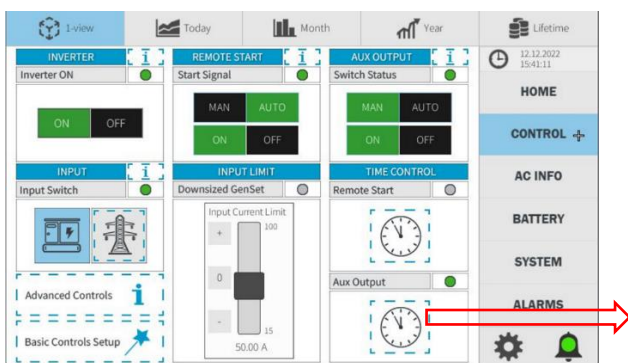 1-view
Today
Month
Year
Lifetime
INVERTER
i
REMOTE START
i
AUX OUTPUT
i
12.12.2022
15:41:11
Inverter ON
Start Signal
Switch Status
HOME
ON OFF
MAN AUTO
ON OFF
MAN AUTO
ON OFF
CONTROL
INPUT
i
INPUT LIMIT
TIME CONTROL
AC INFO
Input Switch
Downsized GenSet
Remote Start
Input Current Limit
100
+
0
-
15
50.00 A
BATTERY
SYSTEM
Aux Output
Advanced Controls
i
ALARMS
Basic Controls Setup